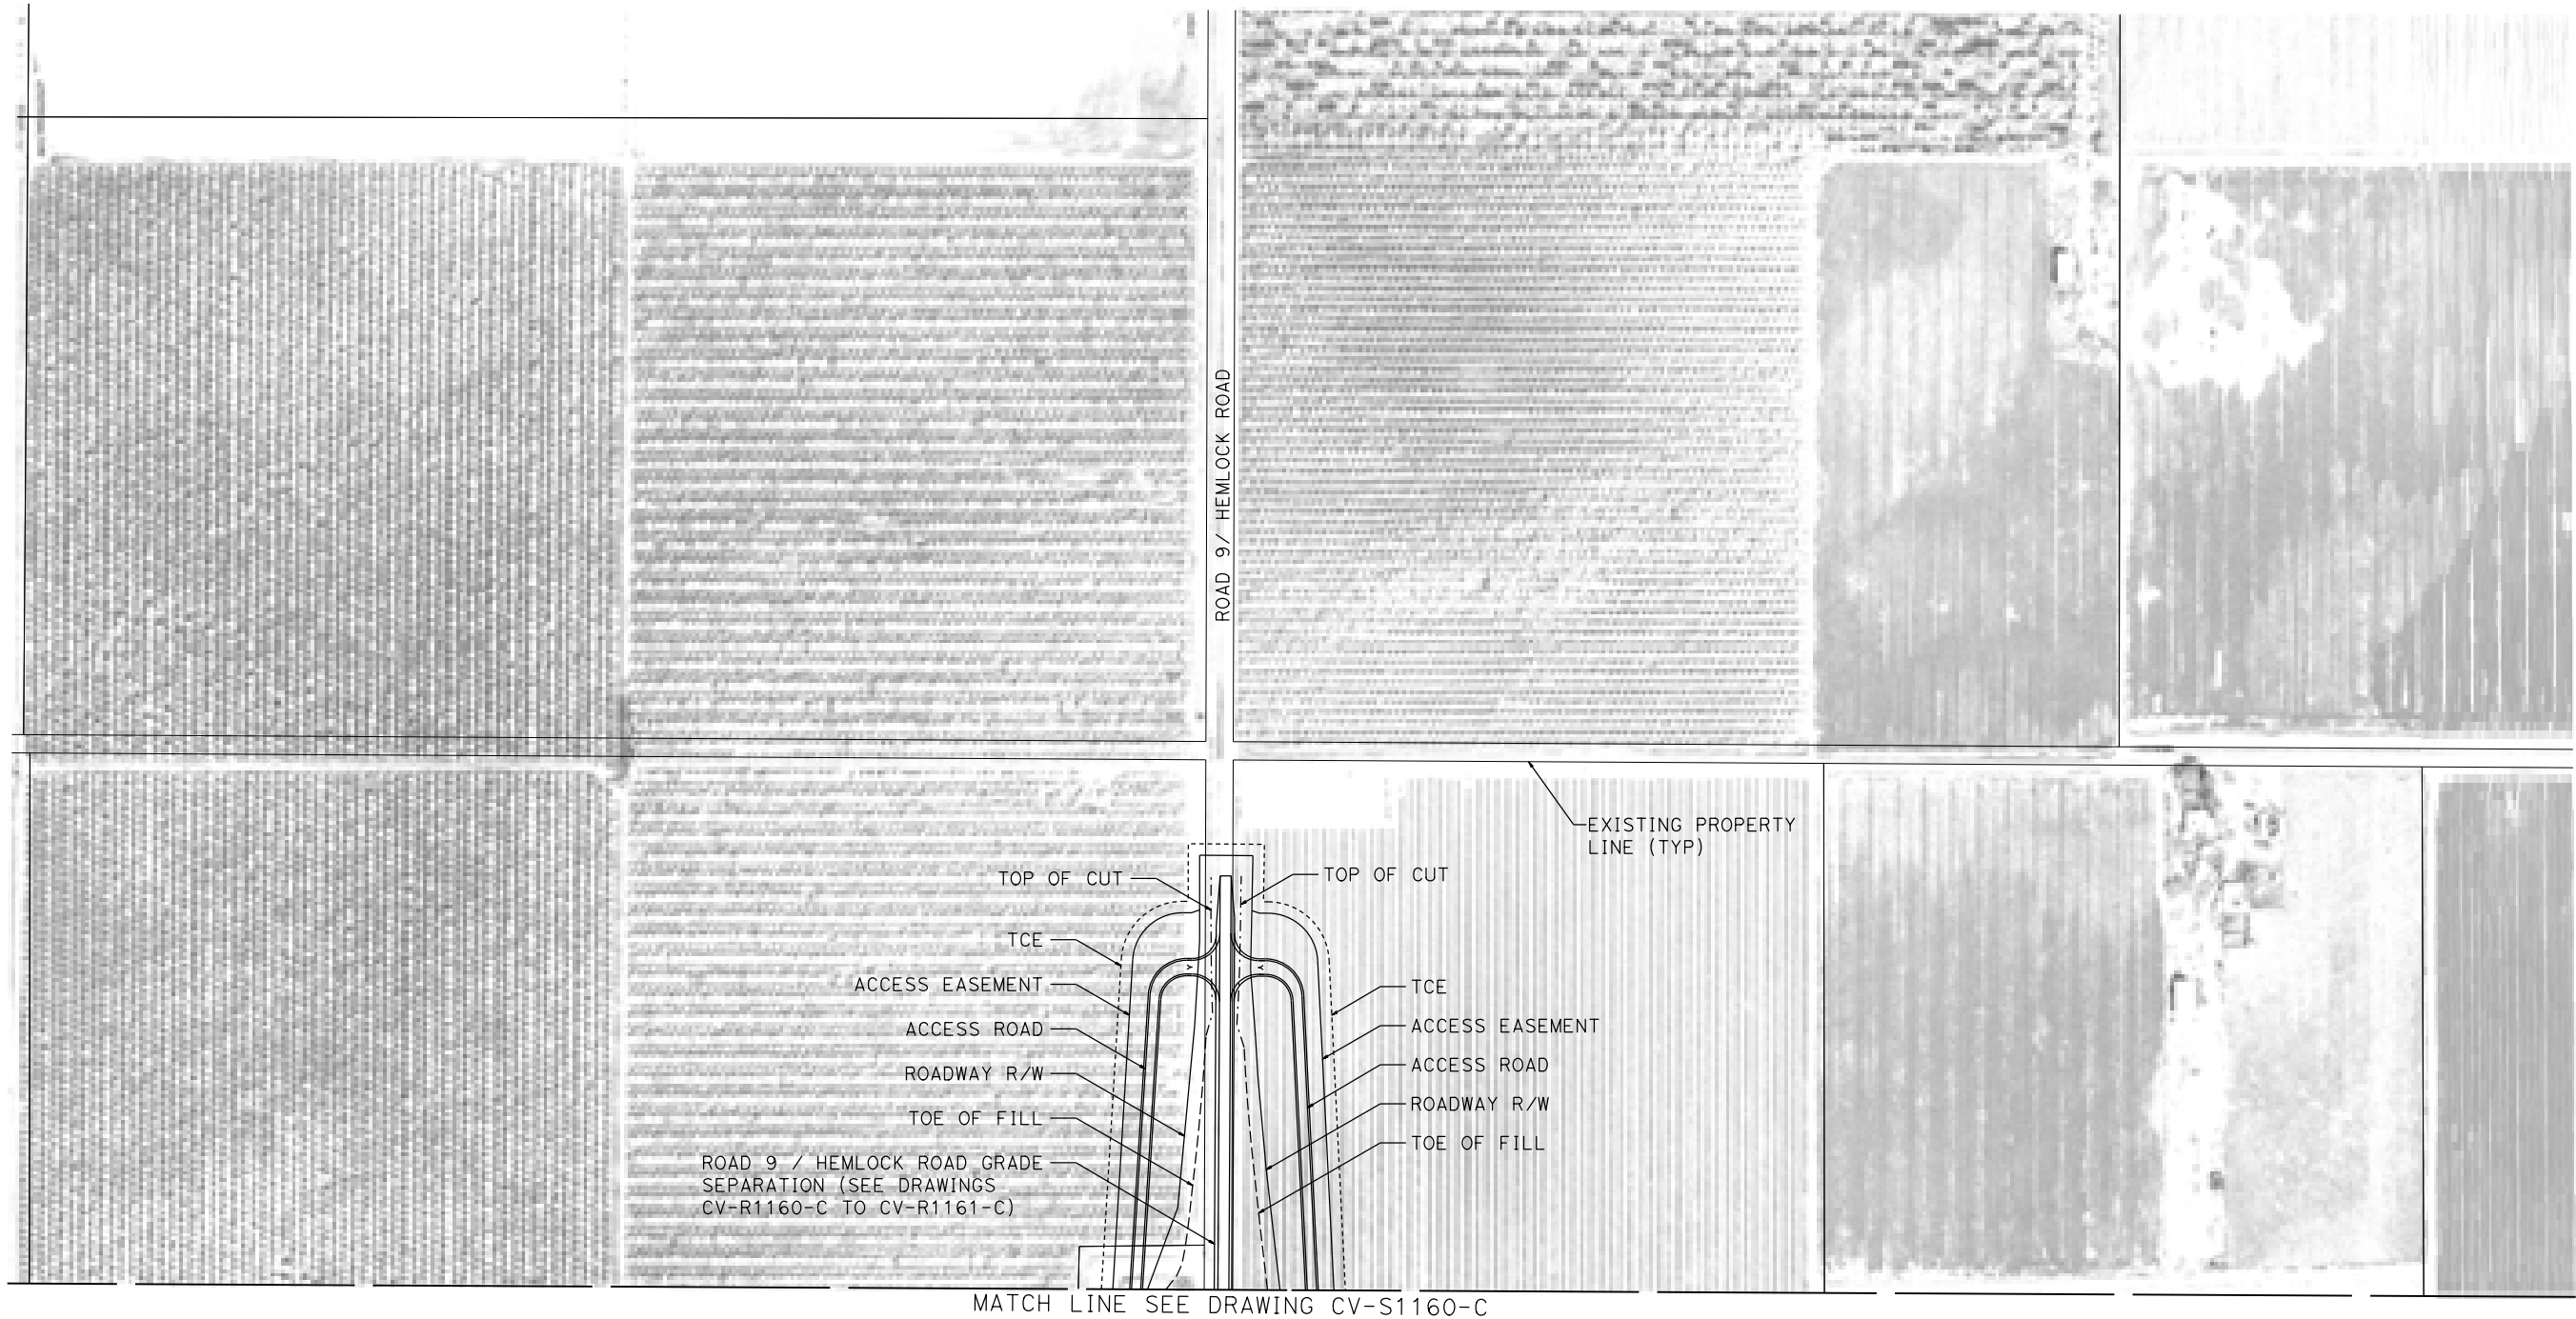 ROAD 9/ HEMLOCK ROAD
EXISTING PROPERTY
LINE (TYP)
TOP OF CUT
TOP OF CUT
TCE
ACCESS EASEMENT
ACCESS ROAD
ROADWAY R/W
TOE OF FILL
ROAD 9 / HEMLOCK ROAD GRADE
SEPARATION (SEE DRAWINGS
CV-R1160-C TO CV-R1161-C)
TCE
ACCESS EASEMENT
ACCESS ROAD
ROADWAY R/W
TOE OF FILL
MATCH LINE SEE DRAWING CV-S1160-C